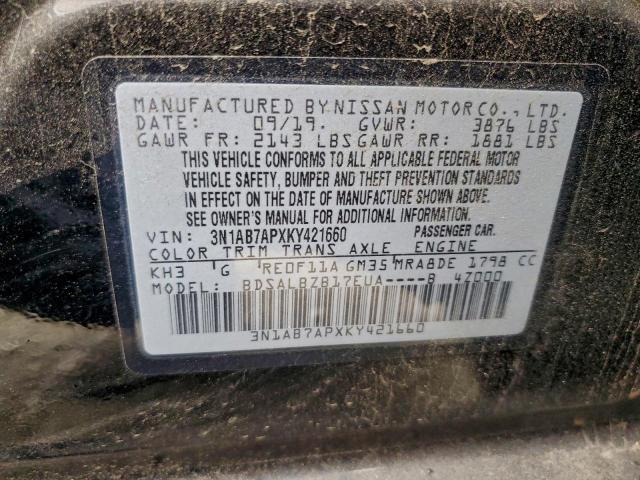 MANUFACTURED BY NISSAN MOTOR CO., LTD.
DATE: 09/19. GVWR: 3876 LBS
GAWR FR: 2143 LBS GAWR RR: 1881 LBS
THIS VEHICLE CONFORMS TO ALL APPLICABLE FEDERAL MOTOR
VEHICLE SAFETY, BUMPER AND THEFT PREVENTION STANDARDS
IN EFFECT ON THE DATE OF MANUFACTURE SHOWN ABOVE.
SEE OWNER'S MANUAL FOR ADDITIONAL INFORMATION.
VIN: 3N1AB7APXKY421660 PASSENGER CAR.
COLOR TRIM TRANS AXLE ENGINE
KH3 G RE0F11A GM35 MRA8DE 1798 CC
MODEL: BDSALBZB17EUA----B 4Z000
3N1AB7APXKY421660